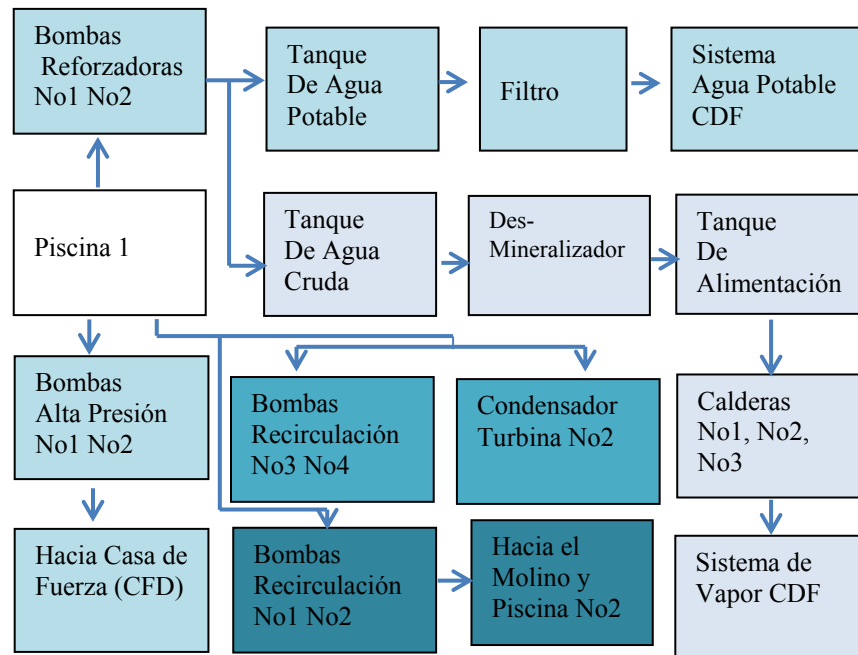 Bombas
Reforzadoras
No1 No2
Tanque
De Agua
Potable
Filtro
Sistema
Agua Potable
CDF
Piscina 1
Tanque
De Agua
Cruda
Des-
Mineralizador
Tanque
De
Alimentación
Bombas
Alta Presión
No1 No2
Bombas
Recirculación
No3 No4
Condensador
Turbina No2
Calderas
No1, No2,
No3
Hacia Casa de
Fuerza (CFD)
Bombas
Recirculación
No1 No2
Hacia el
Molino y
Piscina No2
Sistema de
Vapor CDF